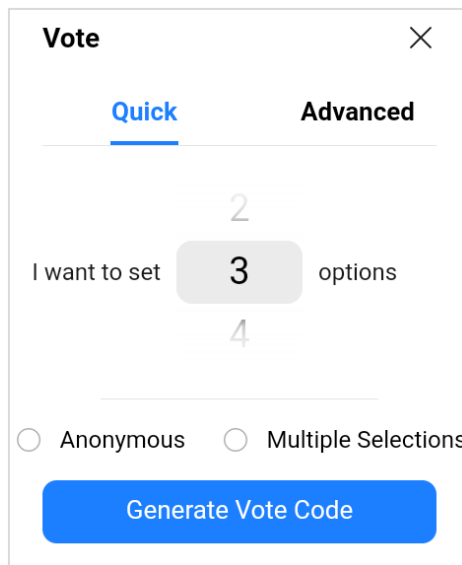 Vote
Quick Advanced
2
I want to set 3 options
4
Anonymous Multiple Selections
Generate Vote Code